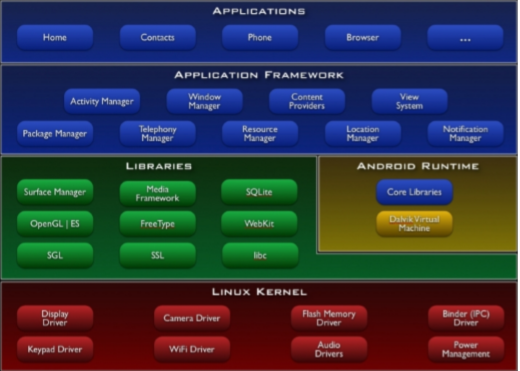 APPLICATIONS
Home
Contacts
Phone
Browser
...
APPLICATION FRAMEWORK
Activity Manager
Window
Manager
Content
Providers
View
System
Package Manager
Telephony
Manager
Resource
Manager
Location
Manager
Notification
Manager
LIBRARIES
Surface Manager
Media
Framework
SQLite
OpenGL | ES
FreeType
WebKit
SGL
SSL
libc
ANDROID RUNTIME
Core Libraries
Dalvik Virtual
Machine
LINUX KERNEL
Display
Driver
Camera Driver
Flash Memory
Driver
Binder (IPC)
Driver
Keypad Driver
WiFi Driver
Audio
Drivers
Power
Management